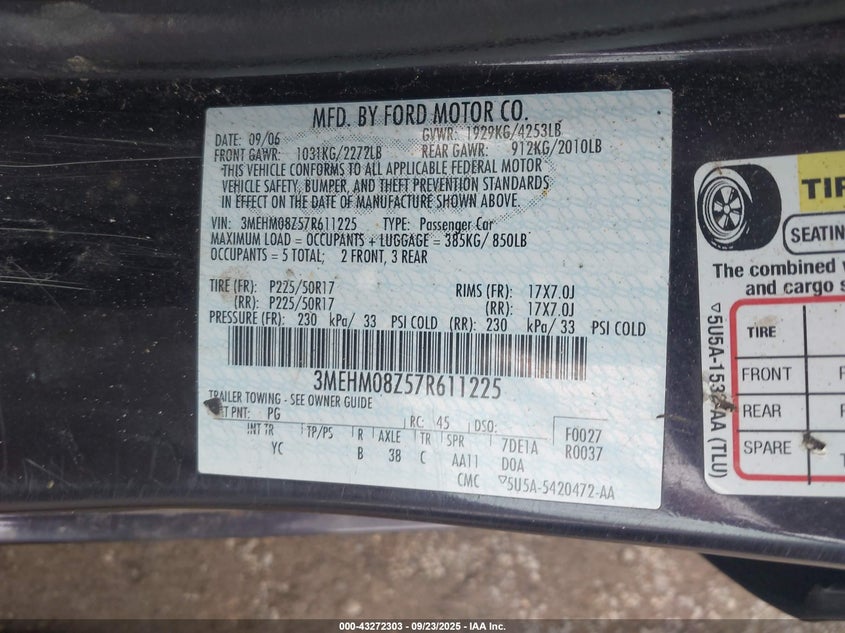 MFD. BY FORD MOTOR CO.
DATE: 09/06 GVWR: 1929KG/4253LB
FRONT GAWR: 1031KG/2272LB REAR GAWR: 912KG/2010LB
THIS VEHICLE CONFORMS TO ALL APPLICABLE FEDERAL MOTOR
VEHICLE SAFETY, BUMPER, AND THEFT PREVENTION STANDARDS
IN EFFECT ON THE DATE OF MANUFACTURE SHOWN ABOVE.
VIN: 3MEHM08Z57R611225 TYPE: Passenger Car
MAXIMUM LOAD = OCCUPANTS + LUGGAGE = 385KG/ 850LB
OCCUPANTS = 5 TOTAL; 2 FRONT, 3 REAR
TIRE (FR): P225/50R17 RIMS (FR): 17X7.0J
(RR): P225/50R17 (RR): 17X7.0J
PRESSURE (FR): 230 kPa/ 33 PSI COLD (RR): 230 kPa/ 33 PSI COLD
3MEHM08Z57R611225
TRAILER TOWING - SEE OWNER GUIDE
PNT: PG RC: 45 DSO:
INT TR TP/PS R AXLE TR SPR 7DE1A F0027
YC B 38 C AA11 D0A R0037
CMC 5U5A-5420472-AA
TIR
SEATIN
The combined
and cargo s
TIRE
FRONT
REAR
SPARE
(TLU)
000-43272303 - 09/23/2025 - IAA Inc.